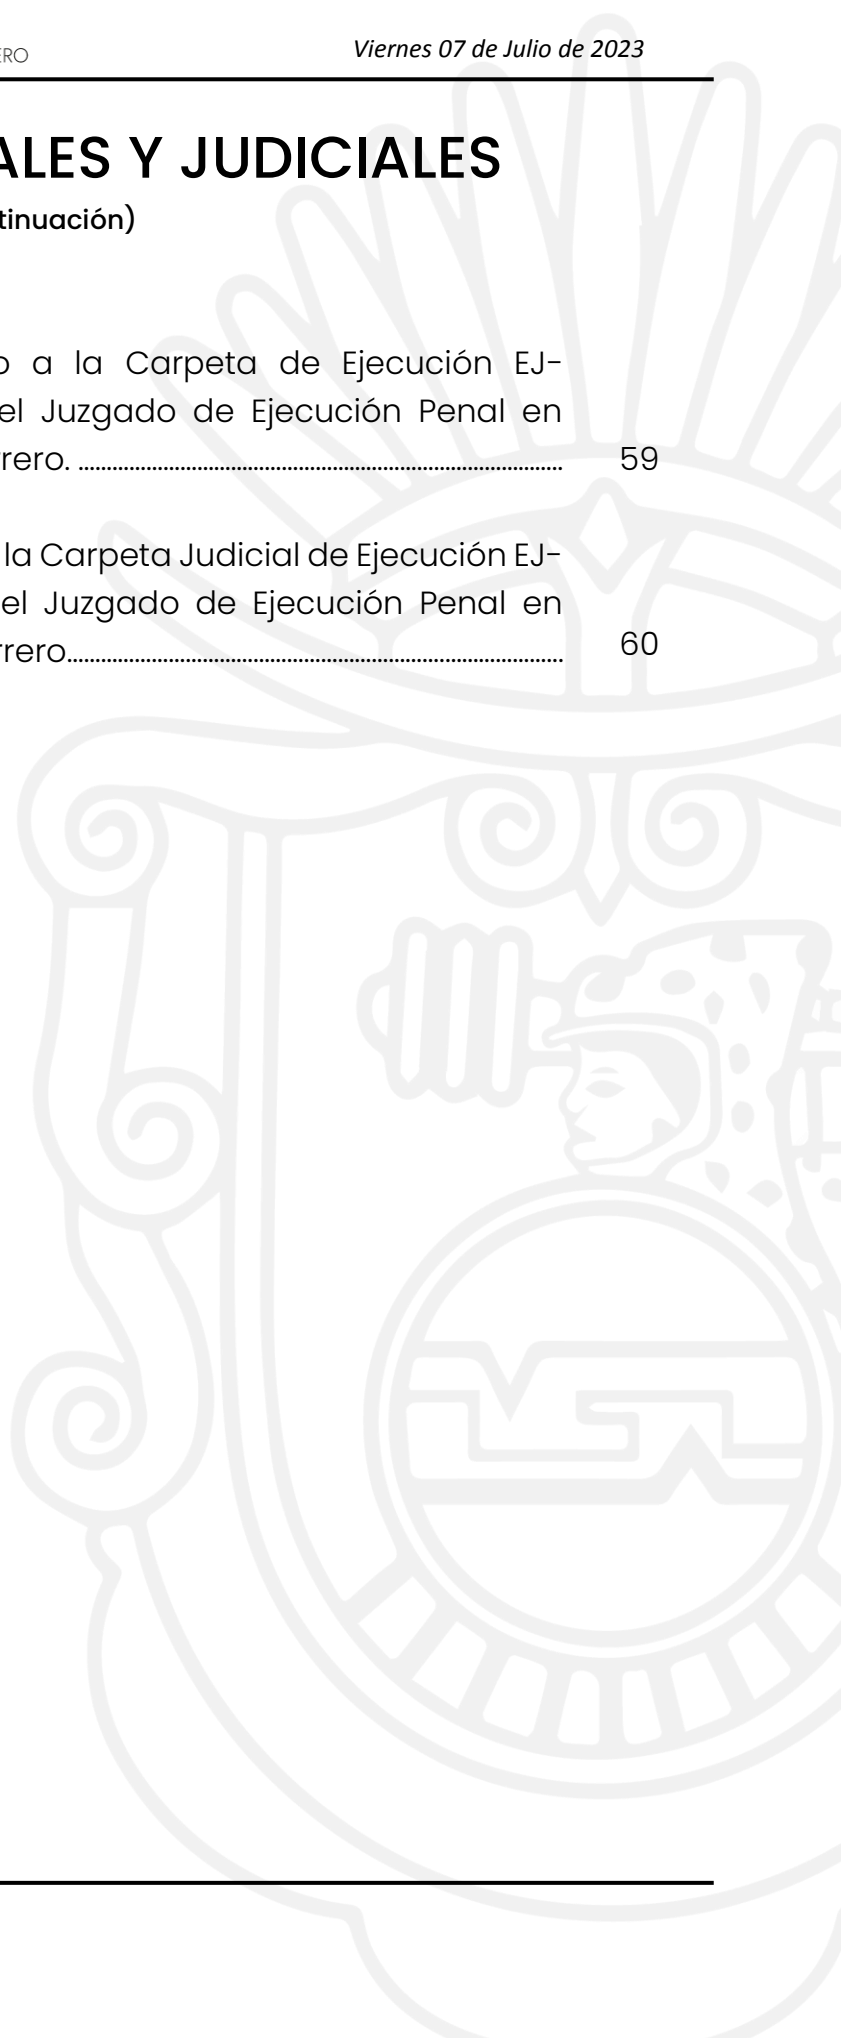 ERO
Viernes 07 de Julio de 2023
ALES Y JUDICIALES
tinuación)
o a la Carpeta de Ejecución EJ-
el Juzgado de Ejecución Penal en
rrero. 59
la Carpeta Judicial de Ejecución EJ-
el Juzgado de Ejecución Penal en
rrero 60